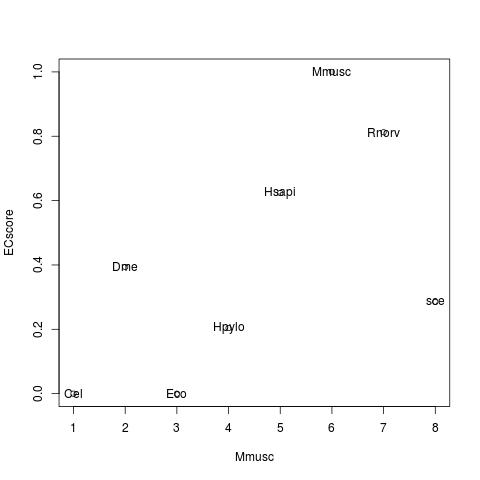 1.0
Mmusc
0.8
Rnorv
0.6
Hsapi
ECscore
0.4
Dme
sce
0.2
Hpylo
0.0
Cel
Eco
1 2 3 4 5 6 7 8
Mmusc